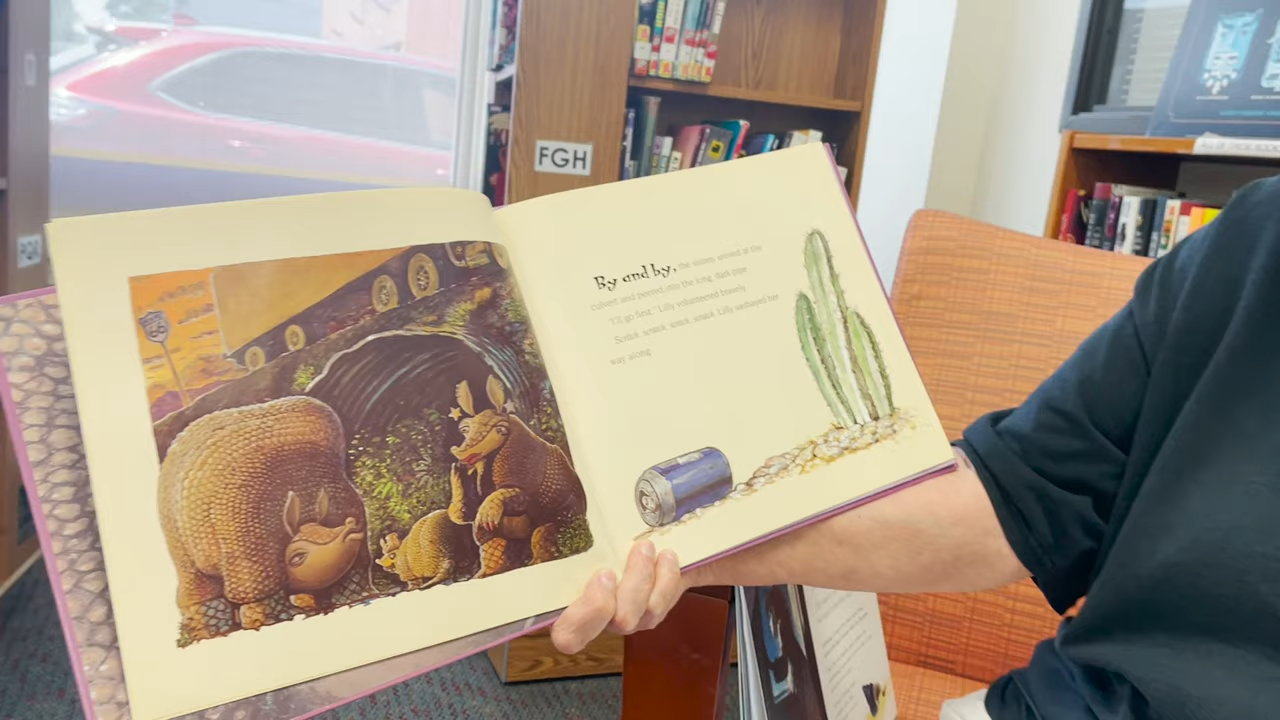 FGH
66
By and by, the sisters arrived at the
culvert and peered into the long, dark pipe.
"I'll go first," Lilly volunteered bravely.
Scritch, scratch, scritch, scratch. Lilly sashayed her
way along.